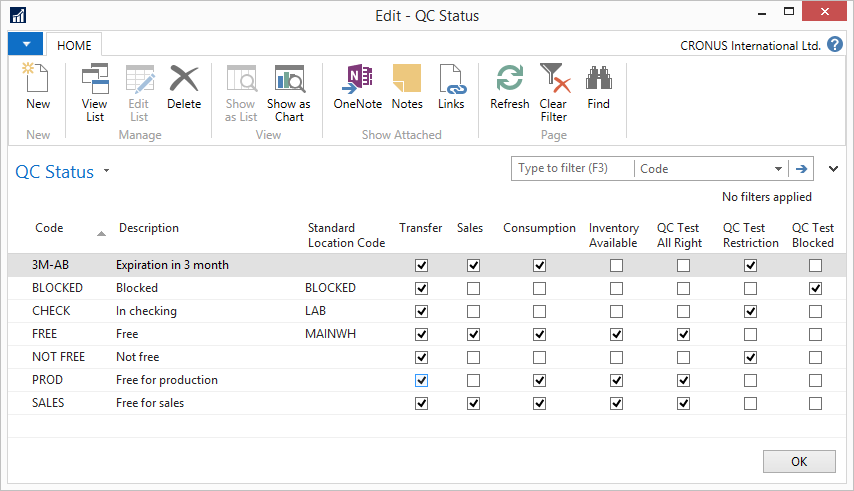 Edit - QC Status
HOME
CRONUS International Ltd. ?
New
View List
Edit List
Delete
Show as List
Show as Chart
OneNote
Notes
Links
Refresh
Clear Filter
Find
New
Manage
View
Show Attached
Page
QC Status
Type to filter (F3)
Code
No filters applied
Code Description Standard Location Code Transfer Sales Consumption Inventory Available QC Test All Right QC Test Restriction QC Test Blocked
3M-AB Expiration in 3 month
BLOCKED Blocked BLOCKED
CHECK In checking LAB
FREE Free MAINWH
NOT FREE Not free
PROD Free for production
SALES Free for sales
OK